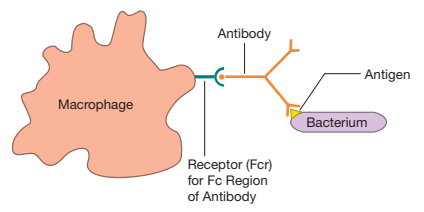 Antibody
Antigen
Macrophage
Bacterium
Receptor (Fcr)
for Fc Region
of Antibody